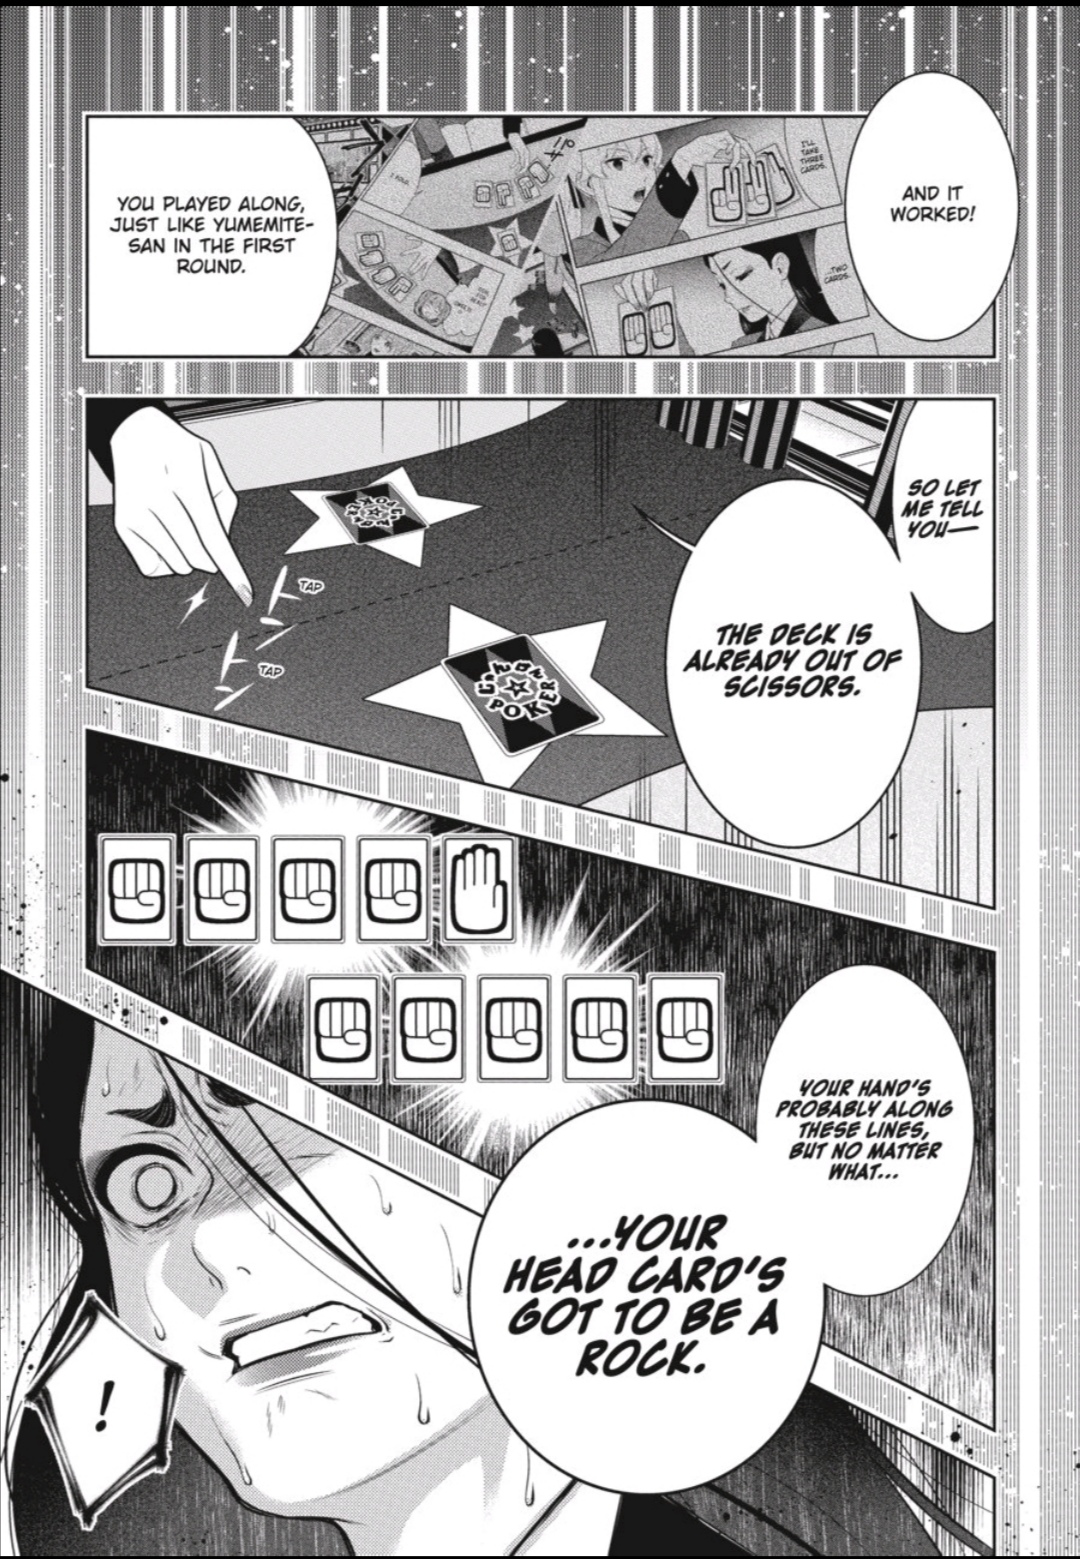 AND IT
WORKED!
I'LL
TAKE
THREE
CARDS.
...TWO
CARDS.
YOU PLAYED ALONG,
JUST LIKE YUMEMITE-
SAN IN THE FIRST
ROUND.
SO LET
ME TELL
YOU—
THE DECK IS
ALREADY OUT OF
SCISSORS.
TAP
TAP
POKER
YOUR HAND'S
PROBABLY ALONG
THESE LINES,
BUT NO MATTER
WHAT...
...YOUR
HEAD CARD'S
GOT TO BE A
ROCK.
!